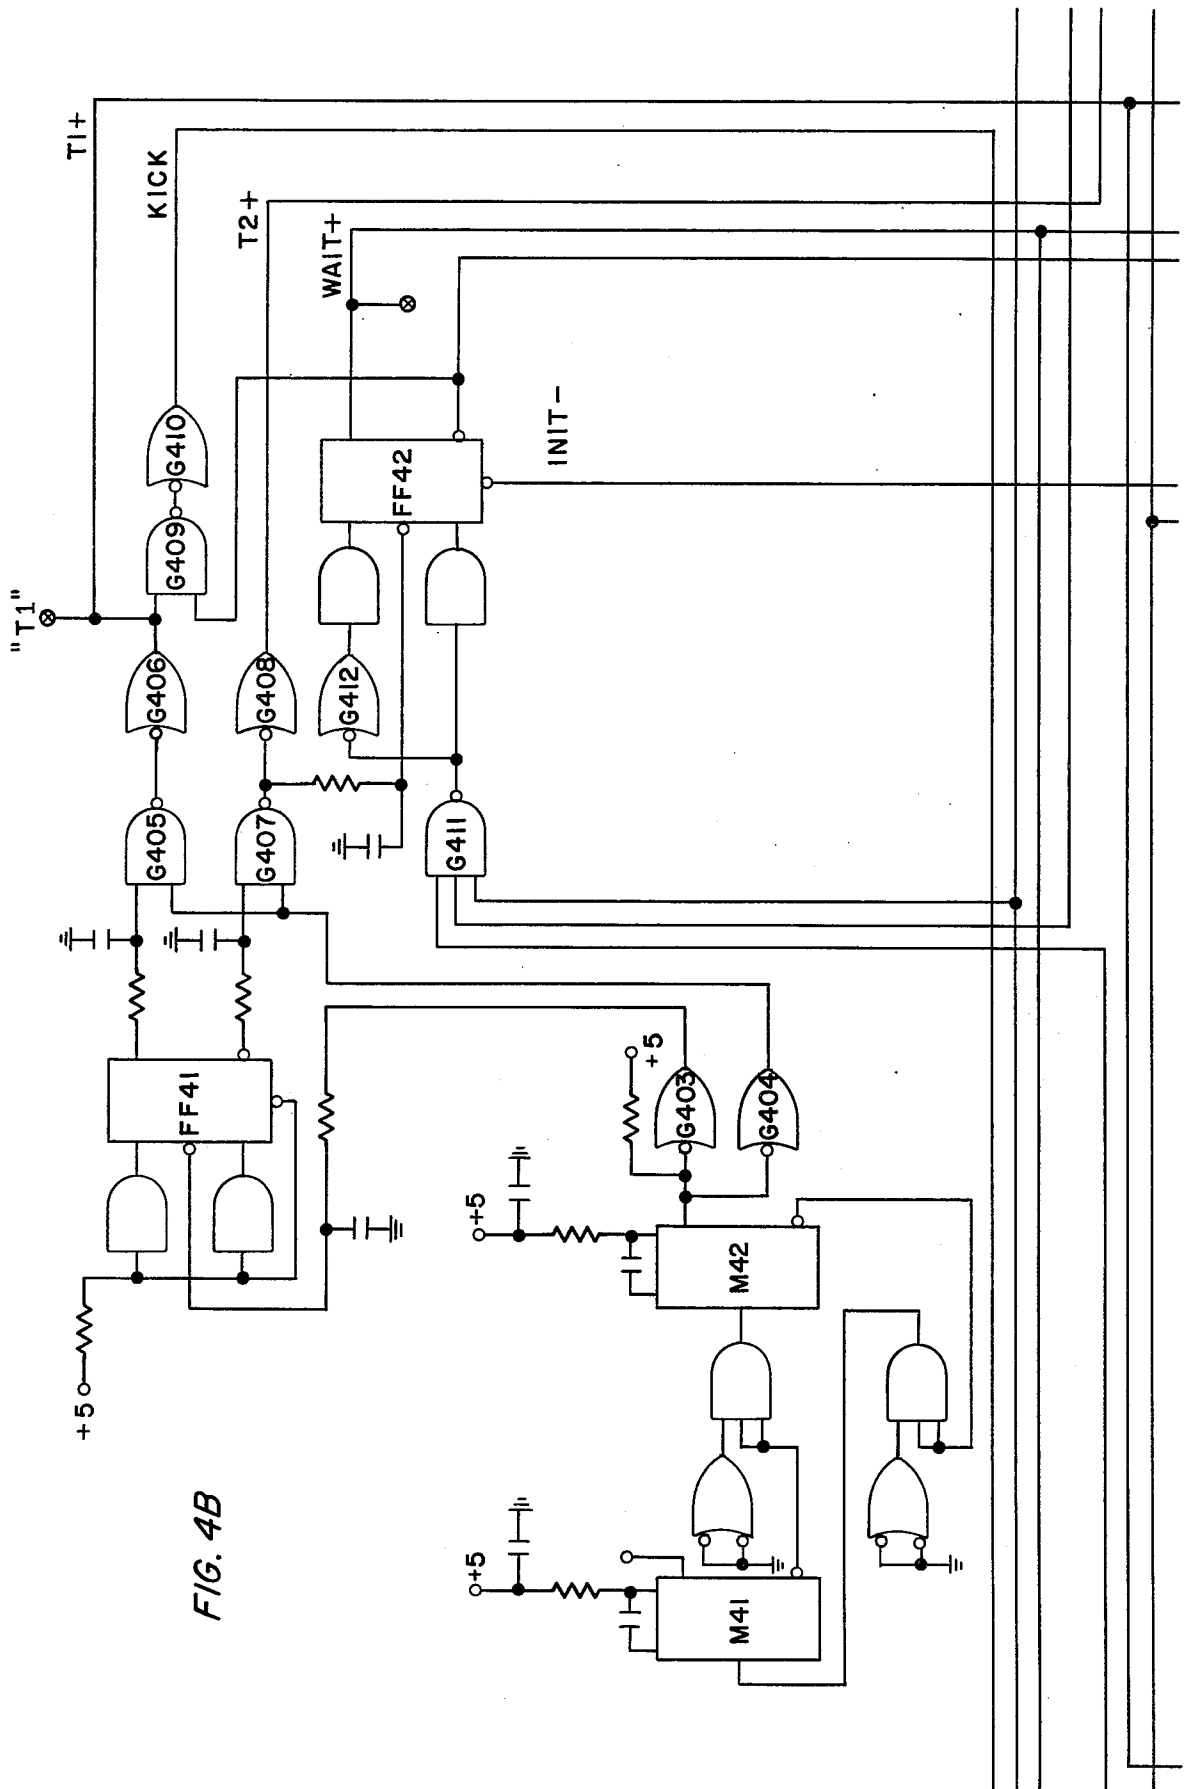 FIG. 4B
+5
FF41
G405
G406
"T1"
T1+
G409
G410
KICK
G407
G408
T2+
G412
FF42
WAIT+
INIT-
G411
+5
M41
+5
M42
+5
G403
G404